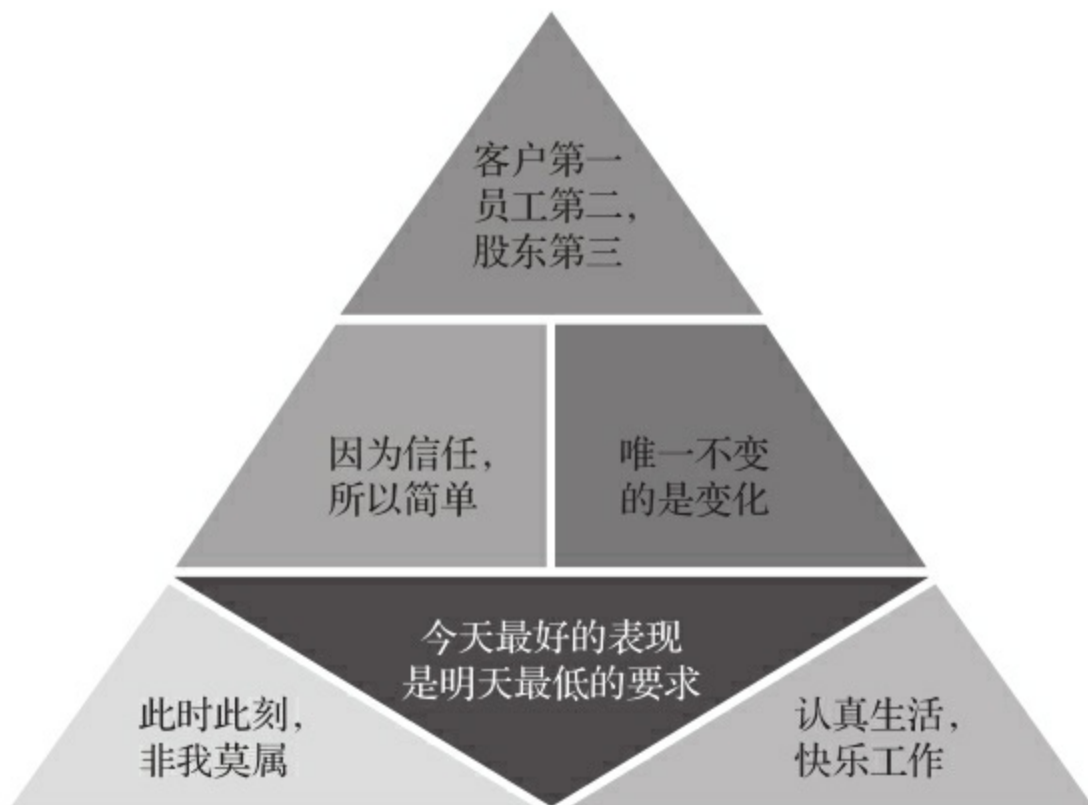 客户第一
员工第二，
股东第三
因为信任，
所以简单
唯一不变
的是变化
今天最好的表现
是明天最低的要求
此时此刻，
非我莫属
认真生活，
快乐工作